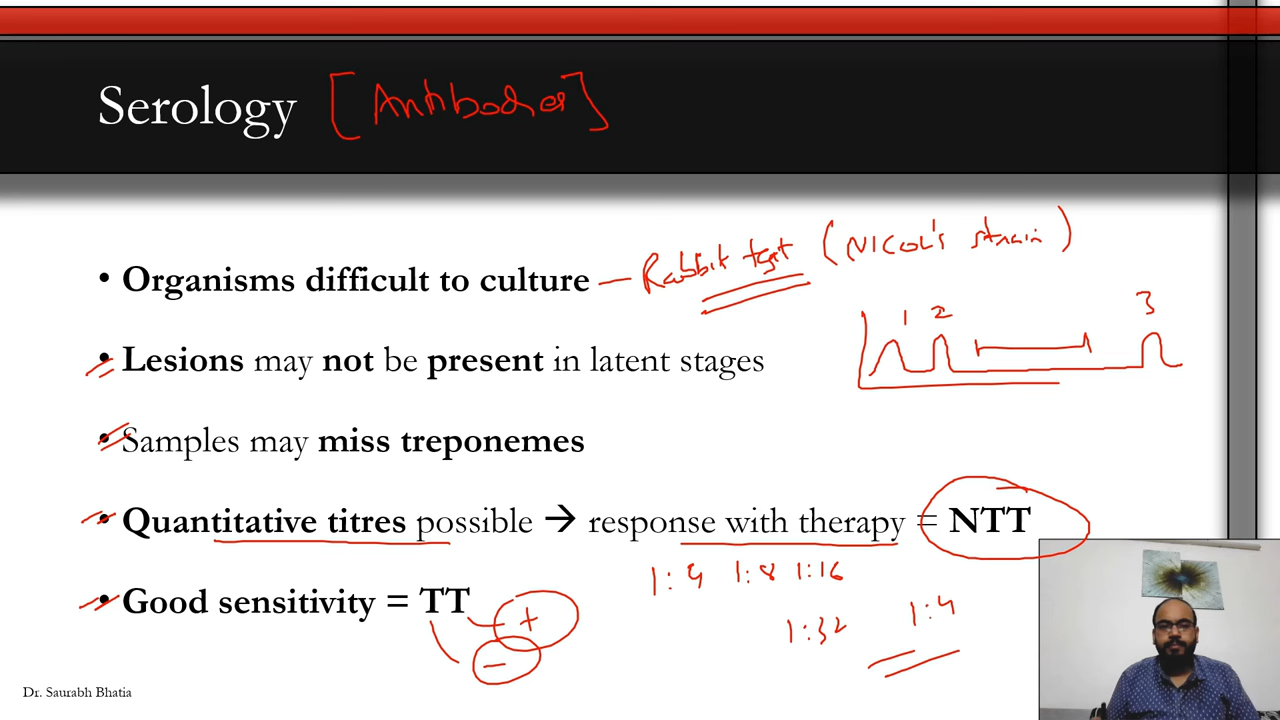 Serology [Antibodies]
• Organisms difficult to culture — Rabbit test (NICOL's strain)
1 2 3
• Lesions may not be present in latent stages
• Samples may miss treponemes
• Quantitative titres possible → response with therapy = NTT
1:4 1:8 1:16
• Good sensitivity = TT +
1:32 1:4
−
Dr. Saurabh Bhatia